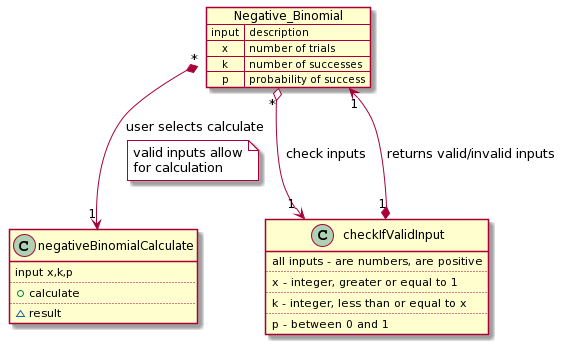 Negative_Binomial
input description
x number of trials
k number of successes
p probability of success
* 
*
1
user selects calculate
valid inputs allow
for calculation
check inputs
returns valid/invalid inputs
1
1
1
C negativeBinomialCalculate
input x,k,p
calculate
result
C checkIfValidInput
all inputs - are numbers, are positive
x - integer, greater or equal to 1
k - integer, less than or equal to x
p - between 0 and 1